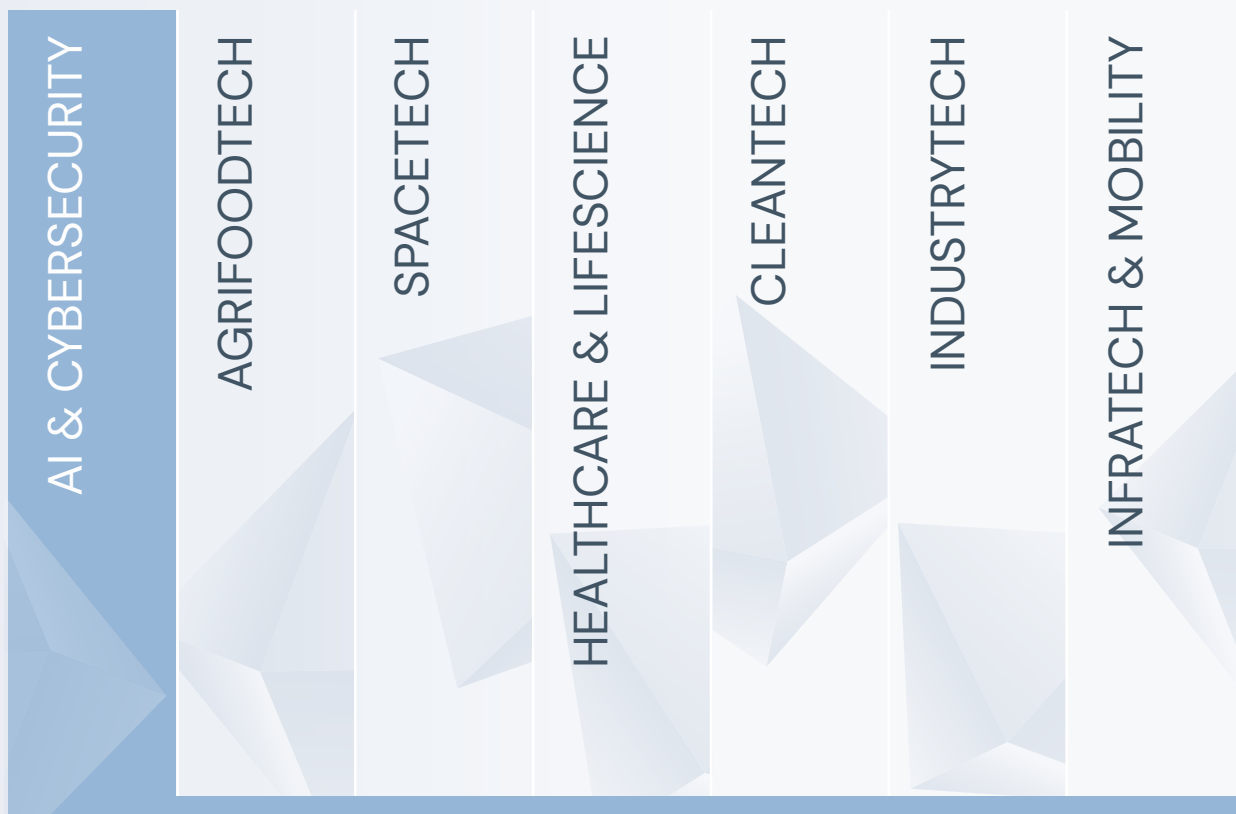 AI & CYBERSECURITY
AGRIFOODTECH
SPACETECH
HEALTHCARE & LIFESCIENCE
CLEANTECH
INDUSTRYTECH
INFRATECH & MOBILITY